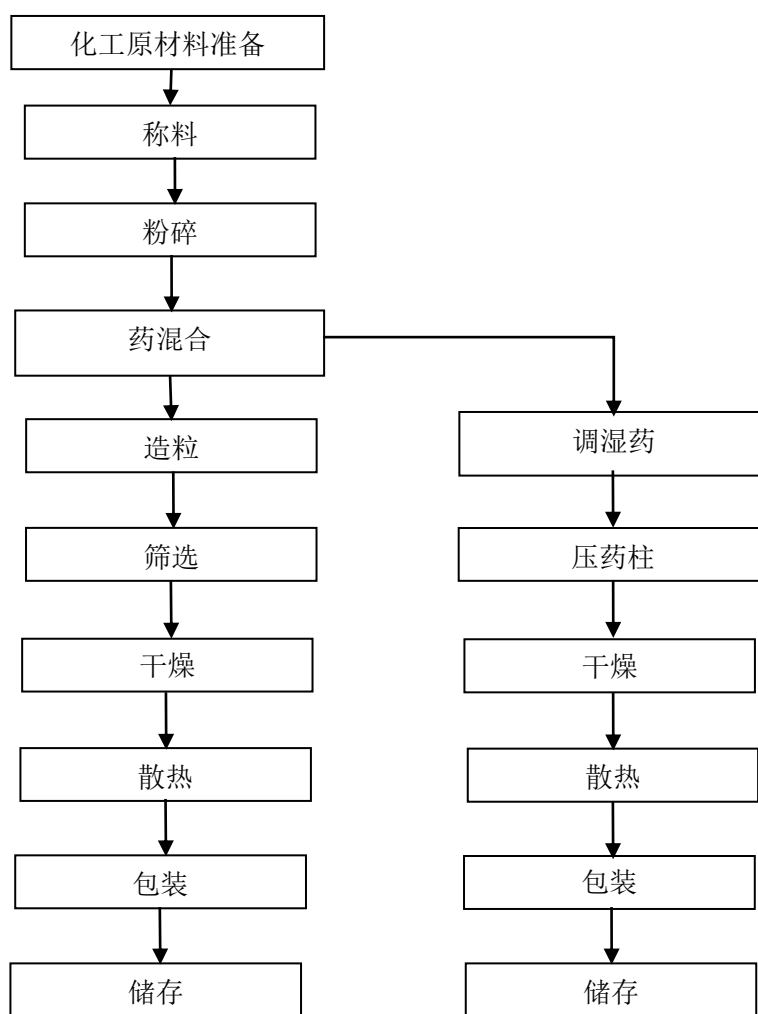 化工原材料准备
称料
粉碎
药混合
造粒
筛选
干燥
散热
包装
储存
调湿药
压药柱
干燥
散热
包装
储存